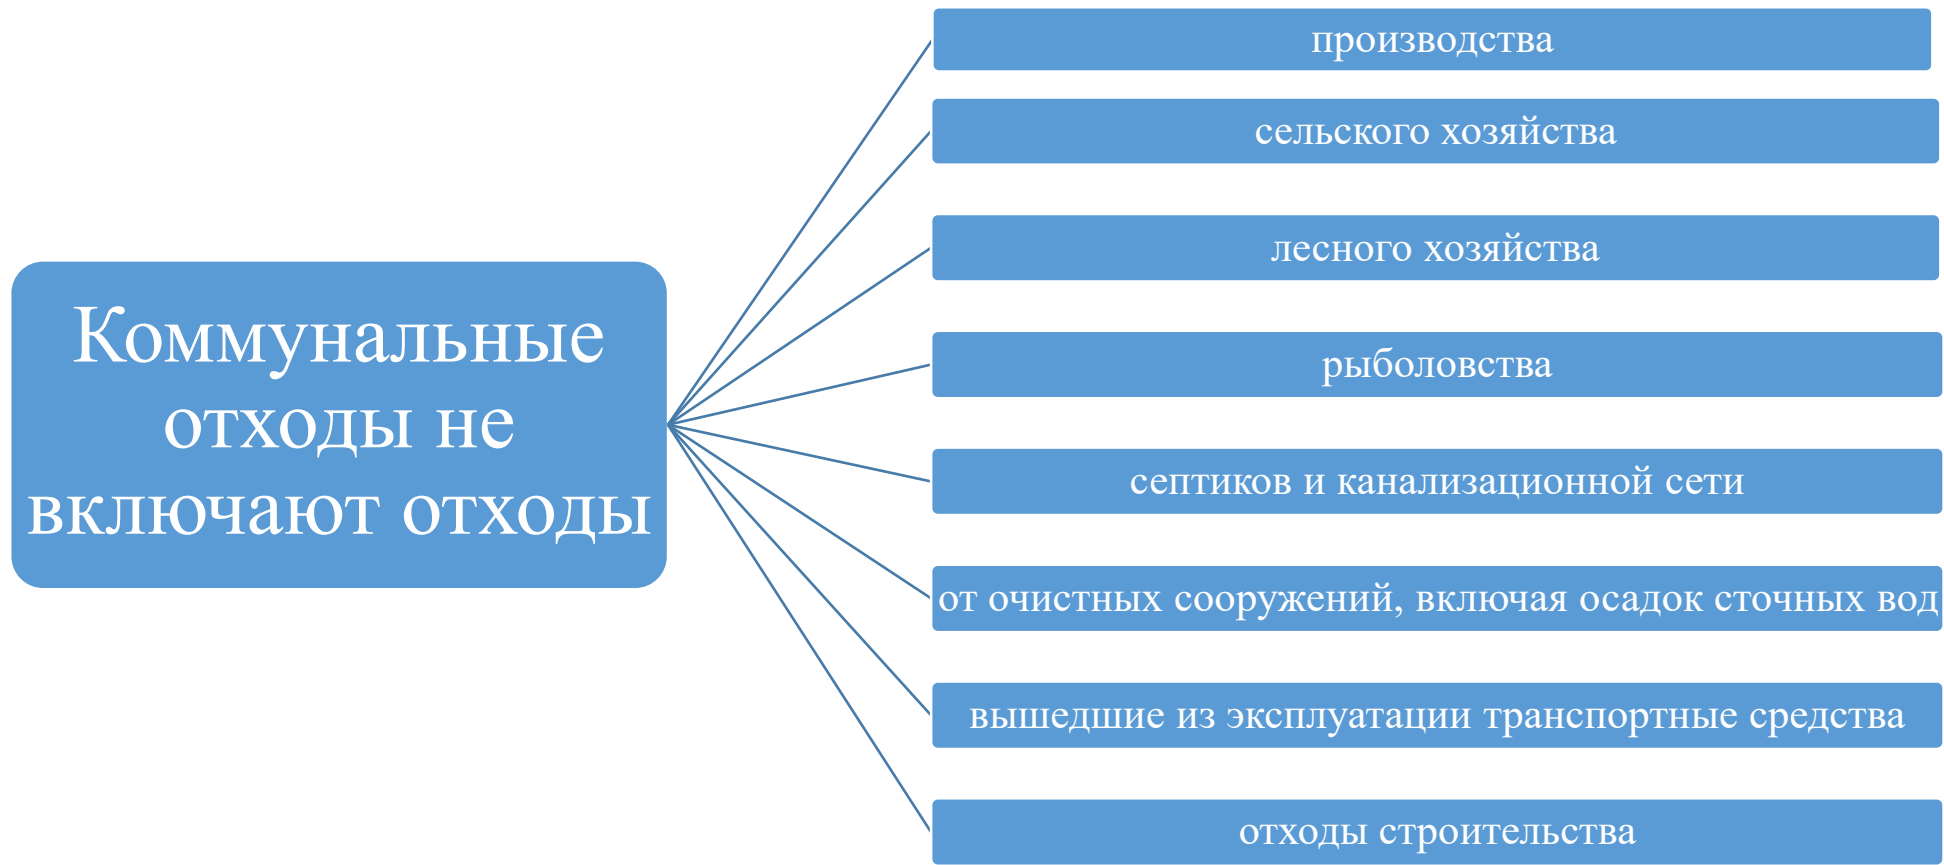 Коммунальные
отходы не
включают отходы
производства
сельского хозяйства
лесного хозяйства
рыболовства
септиков и канализационной сети
от очистных сооружений, включая осадок сточных вод
вышедшие из эксплуатации транспортные средства
отходы строительства